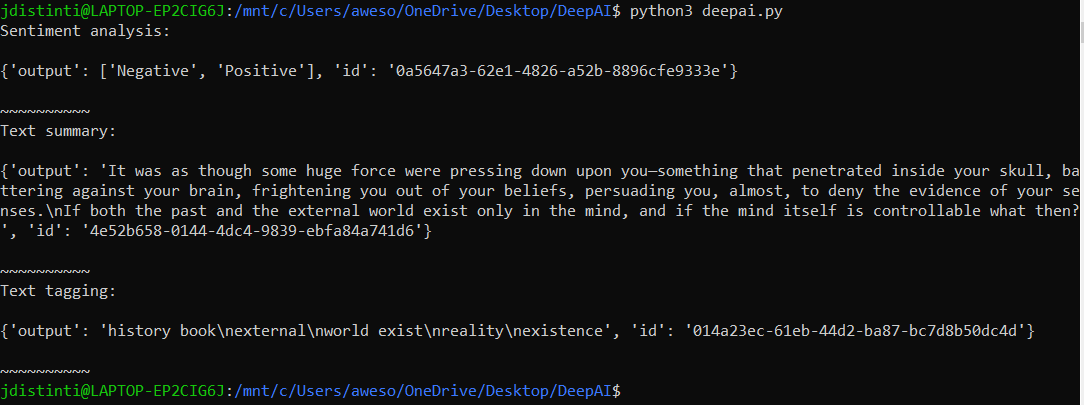 jdistinti@LAPTOP-EP2CIG6J:/mnt/c/Users/aweso/OneDrive/Desktop/DeepAI$ python3 deepai.py
Sentiment analysis:
{'output': ['Negative', 'Positive'], 'id': '0a5647a3-62e1-4826-a52b-8896cfe9333e'}
~~~~~~~~~~
Text summary:
{'output': 'It was as though some huge force were pressing down upon you—something that penetrated inside your skull, ba
ttering against your brain, frightening you out of your beliefs, persuading you, almost, to deny the evidence of your se
nses.\nIf both the past and the external world exist only in the mind, and if the mind itself is controllable what then?
', 'id': '4e52b658-0144-4dc4-9839-ebfa84a741d6'}
~~~~~~~~~~
Text tagging:
{'output': 'history book\nexternal\nworld exist\nreality\nexistence', 'id': '014a23ec-61eb-44d2-ba87-bc7d8b50dc4d'}
~~~~~~~~~~
jdistinti@LAPTOP-EP2CIG6J:/mnt/c/Users/aweso/OneDrive/Desktop/DeepAI$